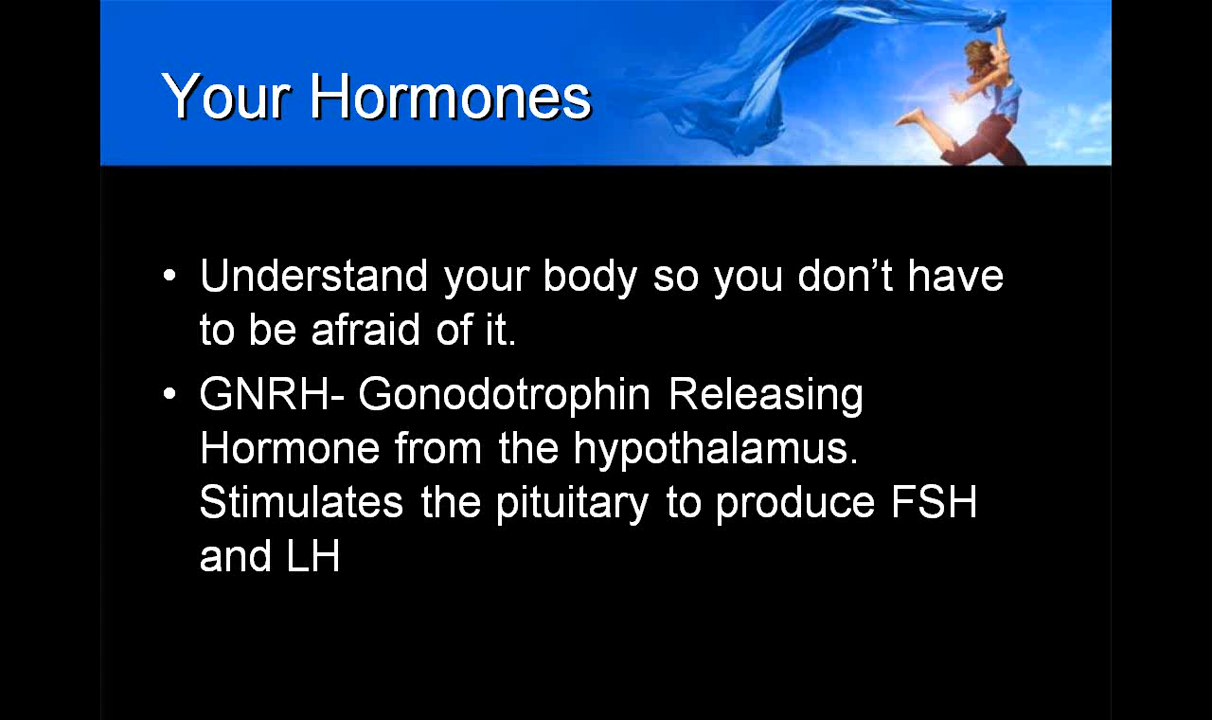 Your Hormones
• Understand your body so you don’t have
to be afraid of it.
• GNRH- Gonodotrophin Releasing
Hormone from the hypothalamus.
Stimulates the pituitary to produce FSH
and LH